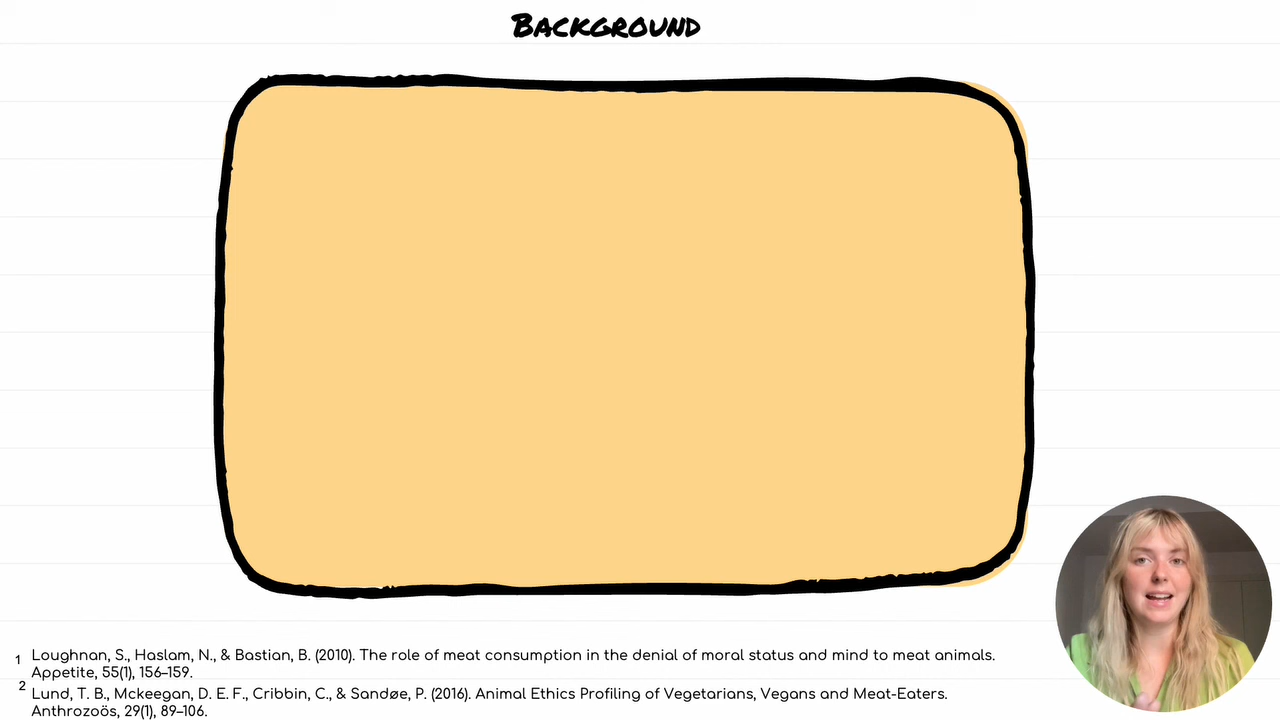 BACKGROUND
1 Loughnan, S., Haslam, N., & Bastian, B. (2010). The role of meat consumption in the denial of moral status and mind to meat animals.
Appetite, 55(1), 156–159.
2 Lund, T. B., Mckeegan, D. E. F., Cribbin, C., & Sandøe, P. (2016). Animal Ethics Profiling of Vegetarians, Vegans and Meat-Eaters.
Anthrozoös, 29(1), 89–106.